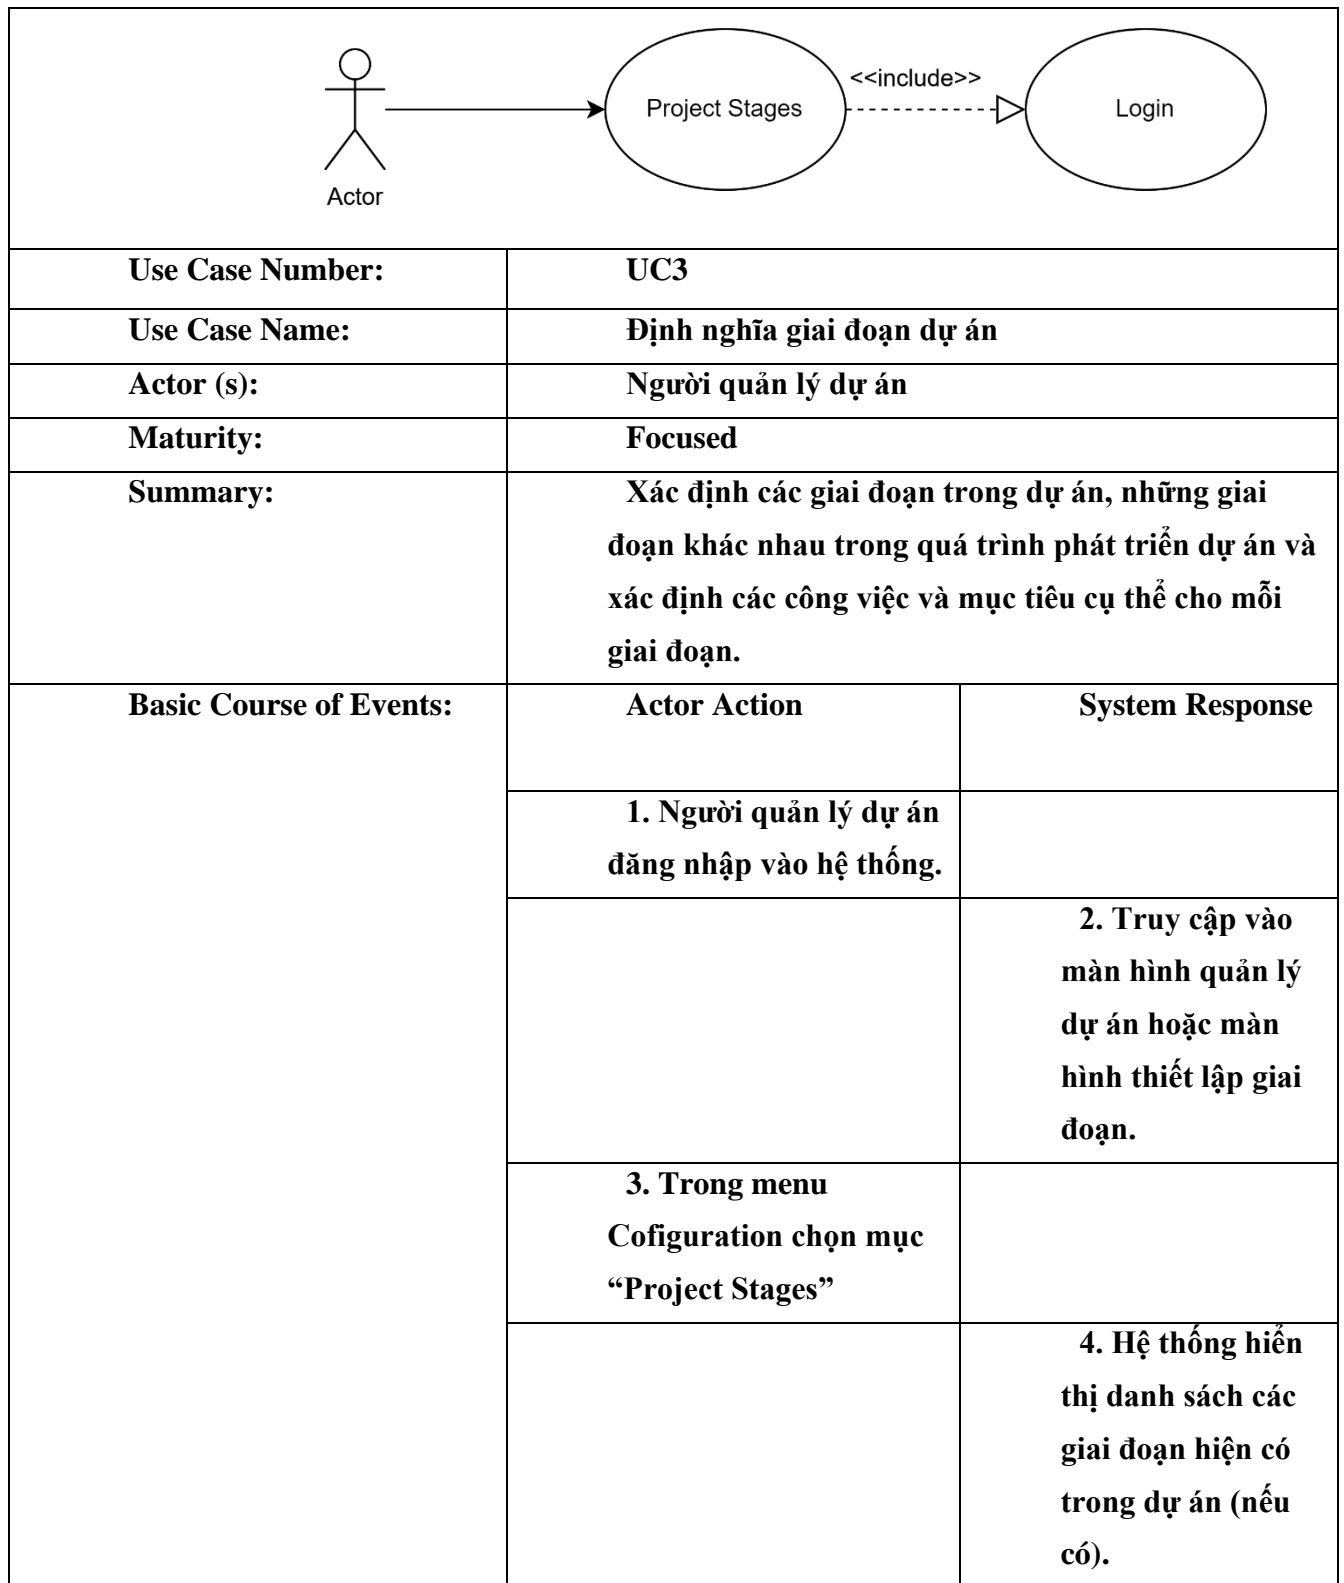 <<include>>
Project Stages
Login
Actor
Use Case Number:
UC3
Use Case Name:
Định nghĩa giai đoạn dự án
Actor (s):
Người quản lý dự án
Maturity:
Focused
Summary:
Xác định các giai đoạn trong dự án, những giai
đoạn khác nhau trong quá trình phát triển dự án và
xác định các công việc và mục tiêu cụ thể cho mỗi
giai đoạn.
Basic Course of Events:
Actor Action
System Response
1. Người quản lý dự án
đăng nhập vào hệ thống.
2. Truy cập vào
màn hình quản lý
dự án hoặc màn
hình thiết lập giai
đoạn.
3. Trong menu
Cofiguration chọn mục
“Project Stages”
4. Hệ thống hiển
thị danh sách các
giai đoạn hiện có
trong dự án (nếu
có).